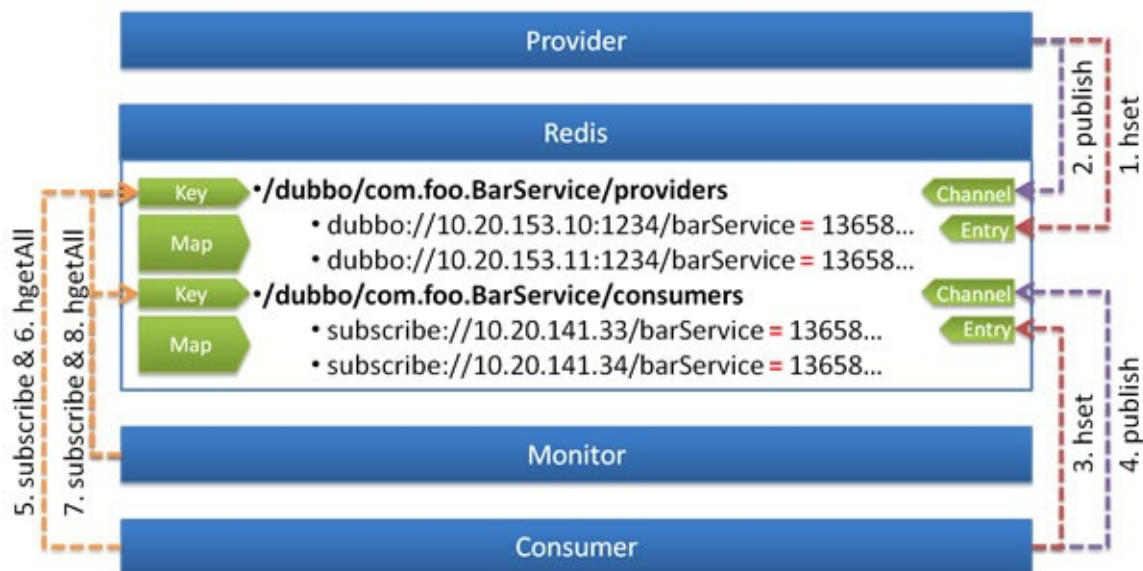 Provider
Redis
Key
•/dubbo/com.foo.BarService/providers
Channel
Map
• dubbo://10.20.153.10:1234/barService = 13658...
Entry
• dubbo://10.20.153.11:1234/barService = 13658...
Key
•/dubbo/com.foo.BarService/consumers
Channel
Map
• subscribe://10.20.141.33/barService = 13658...
Entry
• subscribe://10.20.141.34/barService = 13658...
Monitor
Consumer
5. subscribe & 6. hgetAll
7. subscribe & 8. hgetAll
2. publish
1. hset
3. hset
4. publish